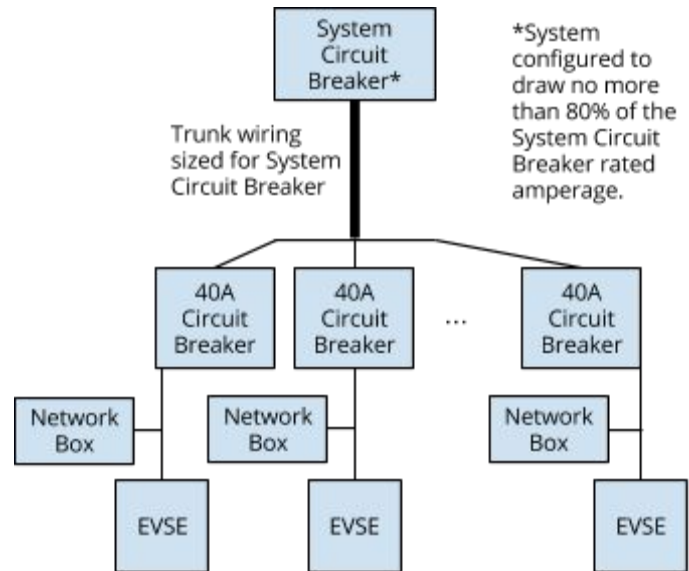 System
Circuit
Breaker*
*System
configured to
draw no more
than 80% of the
System Circuit
Breaker rated
amperage.
Trunk wiring
sized for System
Circuit Breaker
40A
Circuit
Breaker
40A
Circuit
Breaker
...
40A
Circuit
Breaker
Network
Box
Network
Box
Network
Box
EVSE
EVSE
EVSE